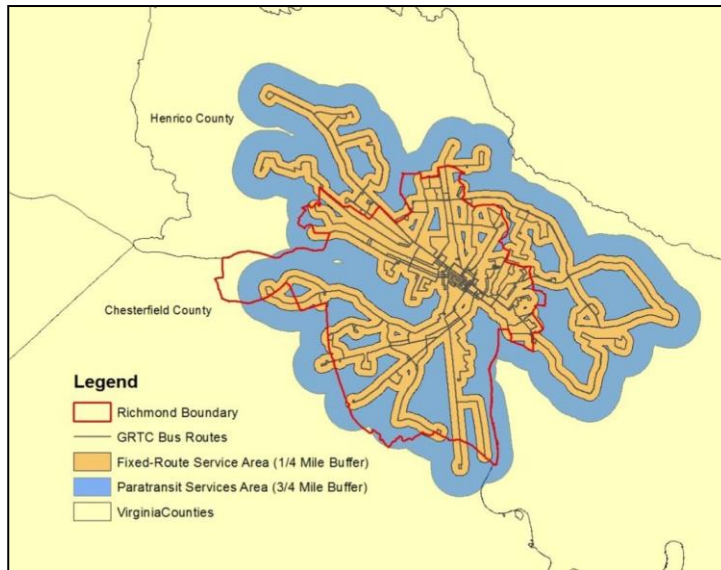 Henrico County
Chesterfield County
Legend
Richmond Boundary
GRTC Bus Routes
Fixed-Route Service Area (1/4 Mile Buffer)
Paratransit Services Area (3/4 Mile Buffer)
VirginiaCounties